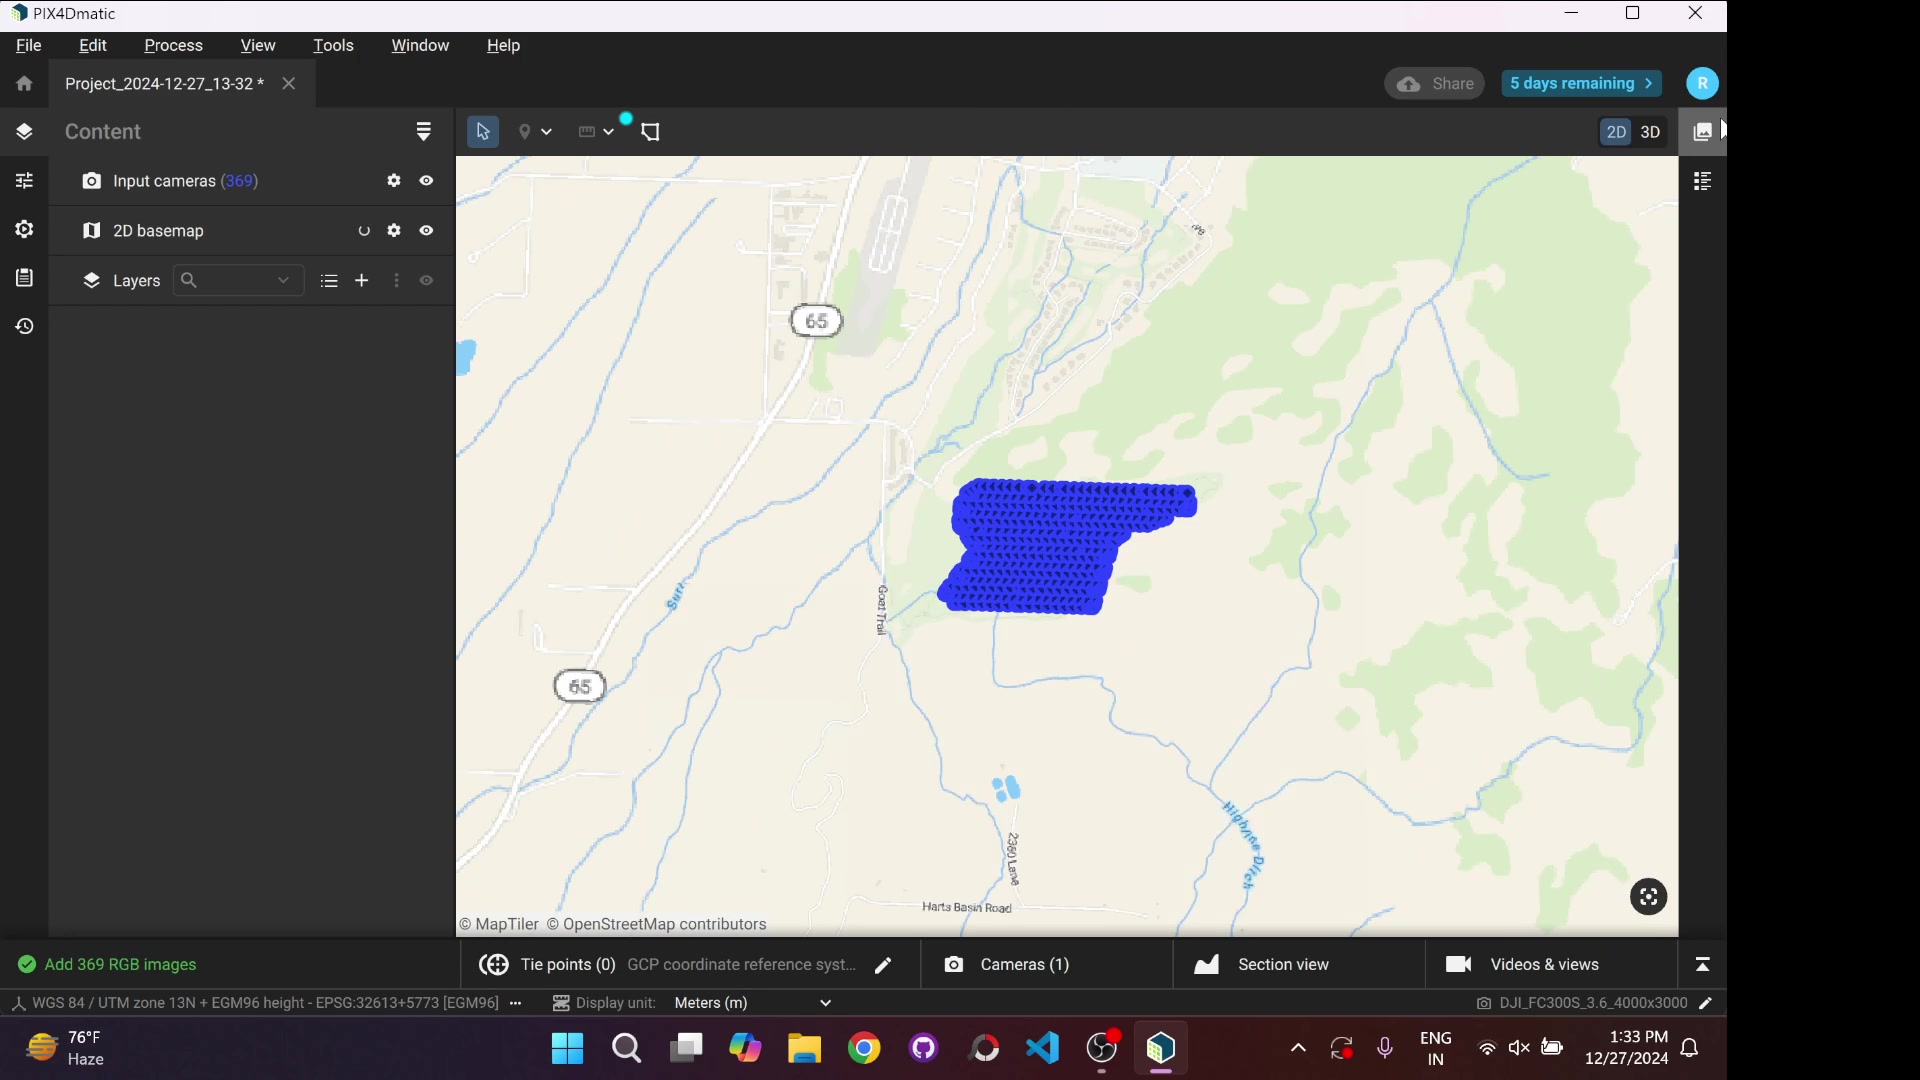 PIX4Dmatic
File Edit Process View Tools Window Help
Project_2024-12-27_13-32 *
Share
5 days remaining >
R
Content
2D 3D
Input cameras (369)
2D basemap
Layers
65
65
Goat Trail
2360 Lane
Highline Ditch
Harts Basin Road
© MapTiler © OpenStreetMap contributors
Add 369 RGB images
Tie points (0) GCP coordinate reference syst...
Cameras (1)
Section view
Videos & views
WGS 84 / UTM zone 13N + EGM96 height - EPSG:32613+5773 [EGM96] ...
Display unit: Meters (m)
DJI_FC300S_3.6_4000x3000
76°F
Haze
ENG
IN
1:33 PM
12/27/2024